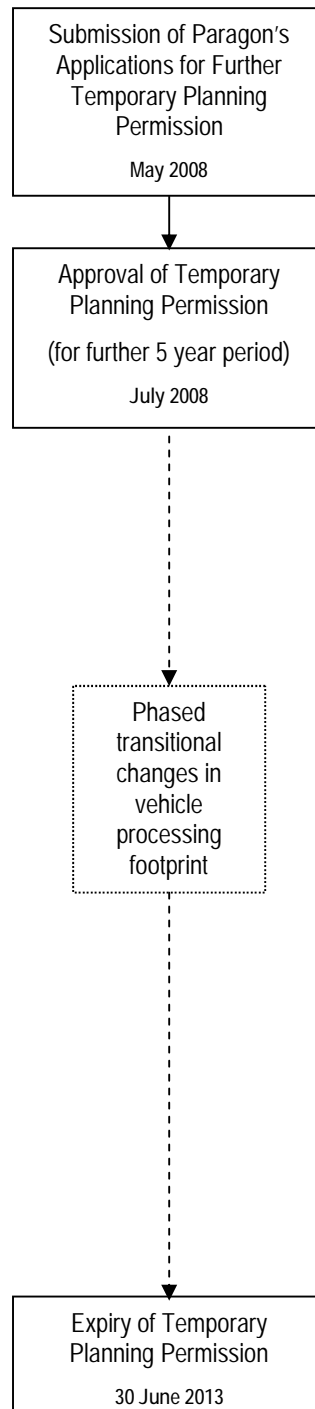 Submission of Paragon's
Applications for Further
Temporary Planning
Permission
May 2008
Approval of Temporary
Planning Permission
(for further 5 year period)
July 2008
Phased
transitional
changes in
vehicle
processing
footprint
Expiry of Temporary
Planning Permission
30 June 2013